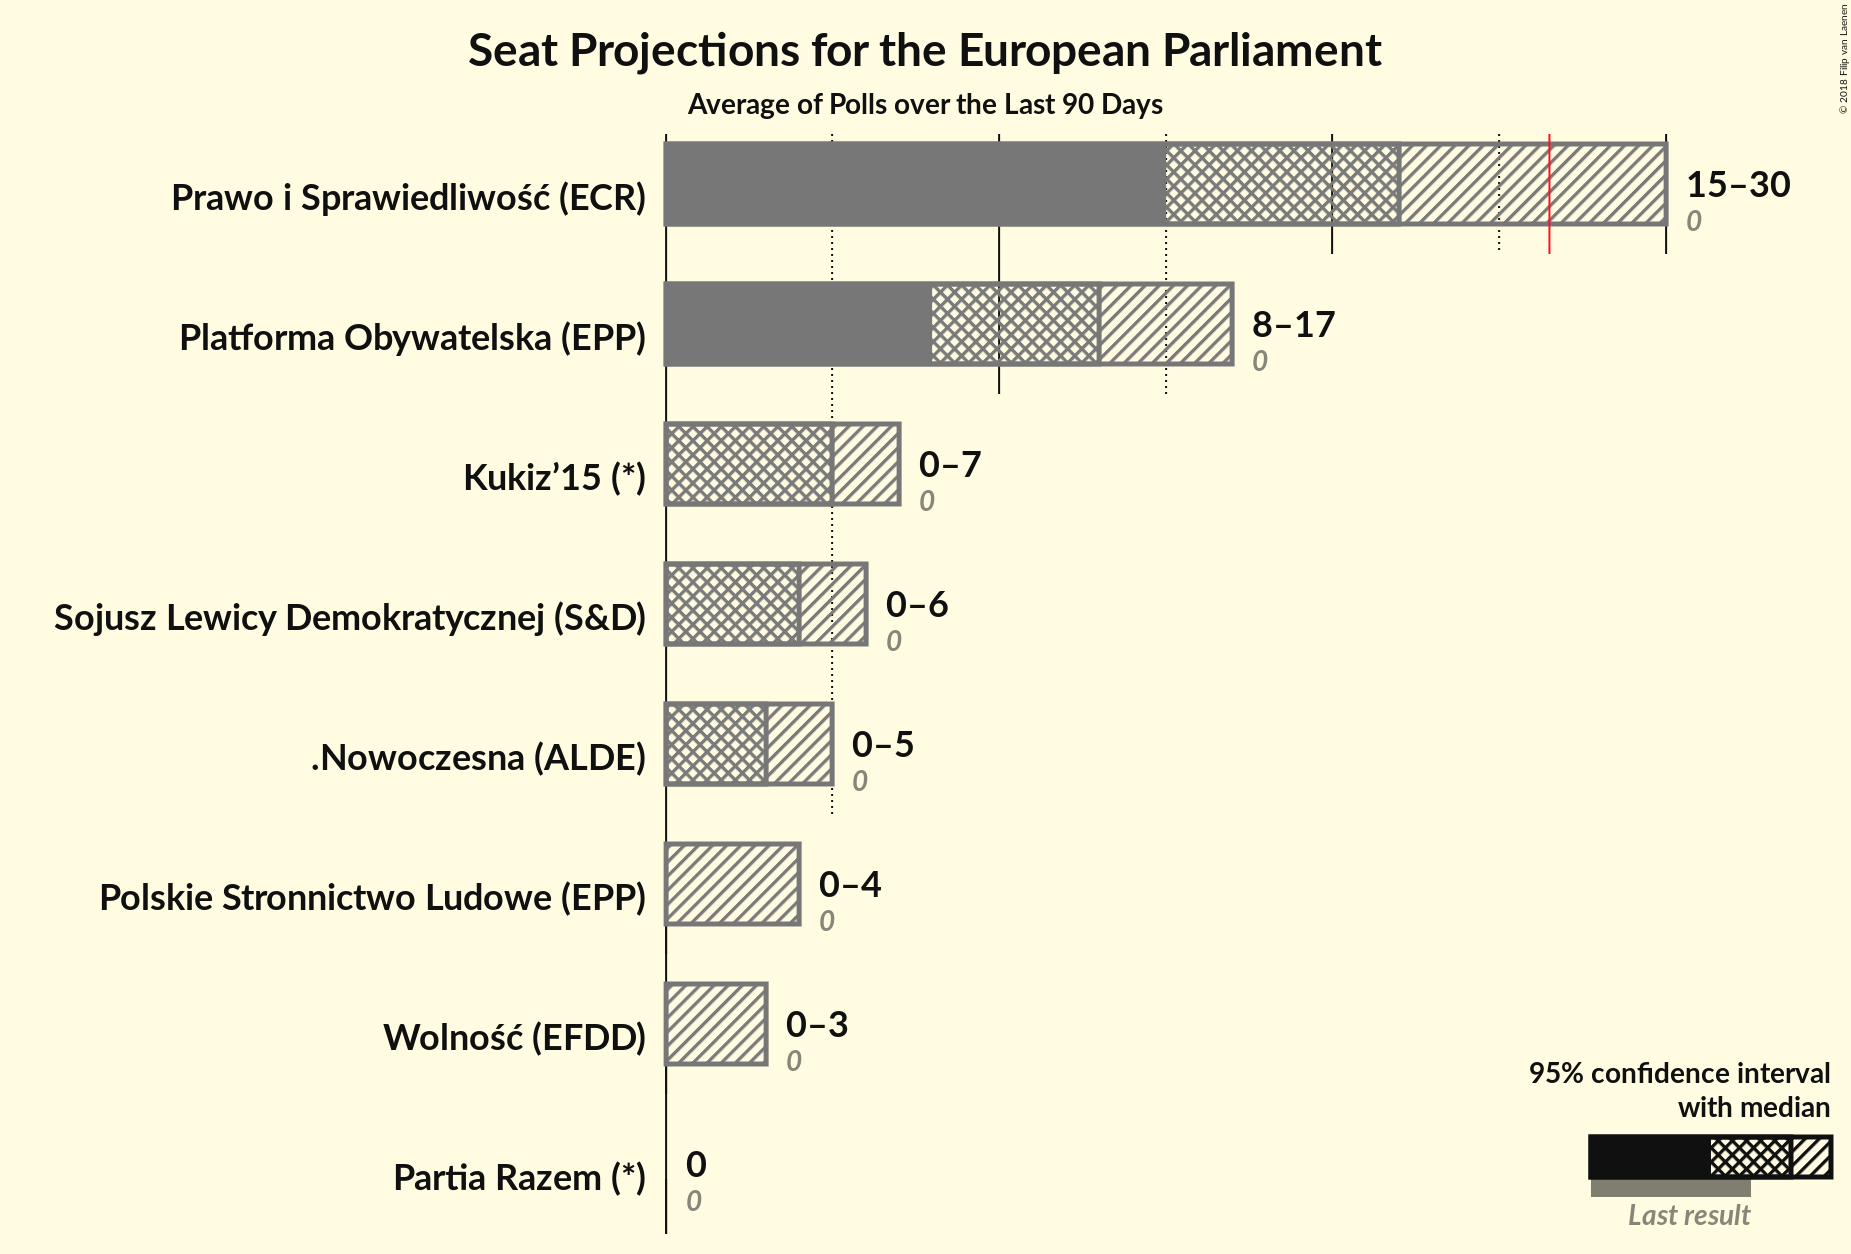 Seat Projections for the European Parliament
Average of Polls over the Last 90 Days
© 2018 Filip van Laenen
Prawo i Sprawiedliwość (ECR)
15–30
0
Platforma Obywatelska (EPP)
8–17
0
Kukiz’15 (*)
0–7
0
Sojusz Lewicy Demokratycznej (S&D)
0–6
0
.Nowoczesna (ALDE)
0–5
0
Polskie Stronnictwo Ludowe (EPP)
0–4
0
Wolność (EFDD)
0–3
0
Partia Razem (*)
0
0
95% confidence interval
with median
Last result